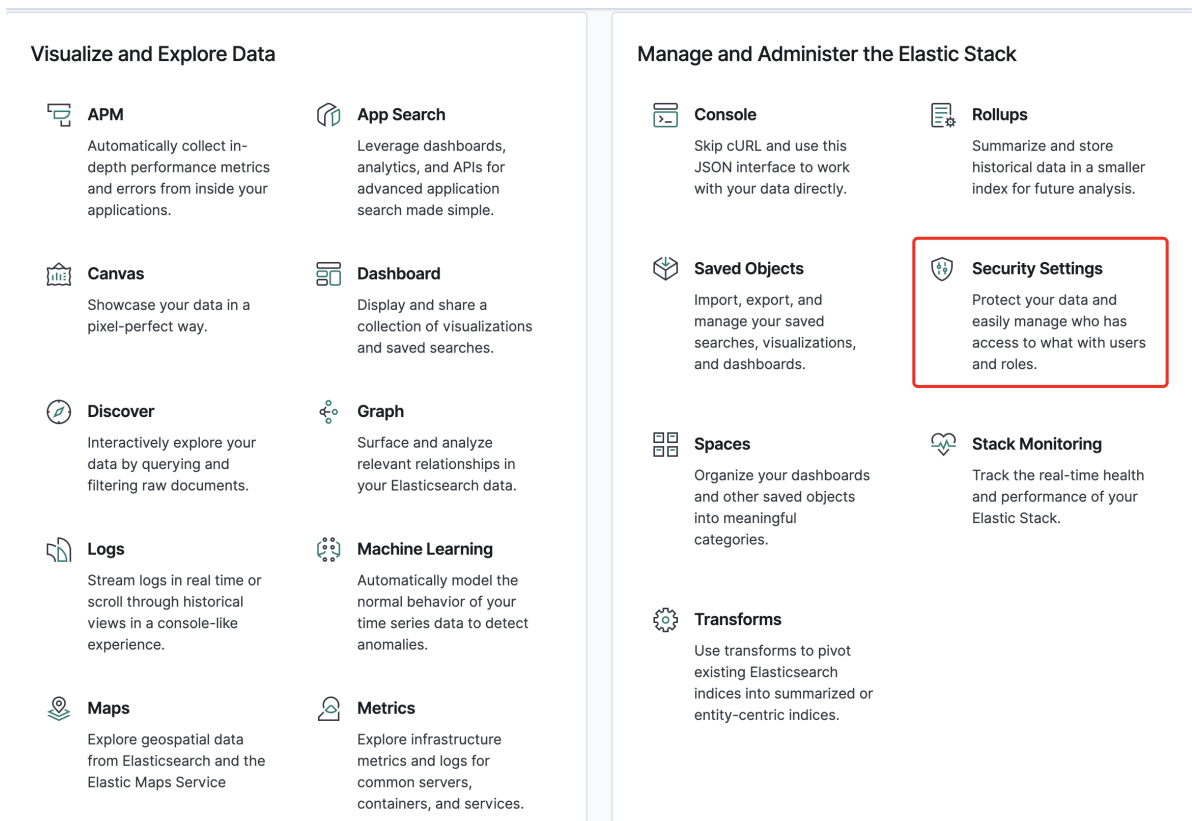 Visualize and Explore Data
APM
Automatically collect in-
depth performance metrics
and errors from inside your
applications.
App Search
Leverage dashboards,
analytics, and APIs for
advanced application
search made simple.
Canvas
Showcase your data in a
pixel-perfect way.
Dashboard
Display and share a
collection of visualizations
and saved searches.
Discover
Interactively explore your
data by querying and
filtering raw documents.
Graph
Surface and analyze
relevant relationships in
your Elasticsearch data.
Logs
Stream logs in real time or
scroll through historical
views in a console-like
experience.
Machine Learning
Automatically model the
normal behavior of your
time series data to detect
anomalies.
Maps
Explore geospatial data
from Elasticsearch and the
Elastic Maps Service
Metrics
Explore infrastructure
metrics and logs for
common servers,
containers, and services.
Manage and Administer the Elastic Stack
Console
Skip cURL and use this
JSON interface to work
with your data directly.
Rollups
Summarize and store
historical data in a smaller
index for future analysis.
Saved Objects
Import, export, and
manage your saved
searches, visualizations,
and dashboards.
Security Settings
Protect your data and
easily manage who has
access to what with users
and roles.
Spaces
Organize your dashboards
and other saved objects
into meaningful
categories.
Stack Monitoring
Track the real-time health
and performance of your
Elastic Stack.
Transforms
Use transforms to pivot
existing Elasticsearch
indices into summarized or
entity-centric indices.